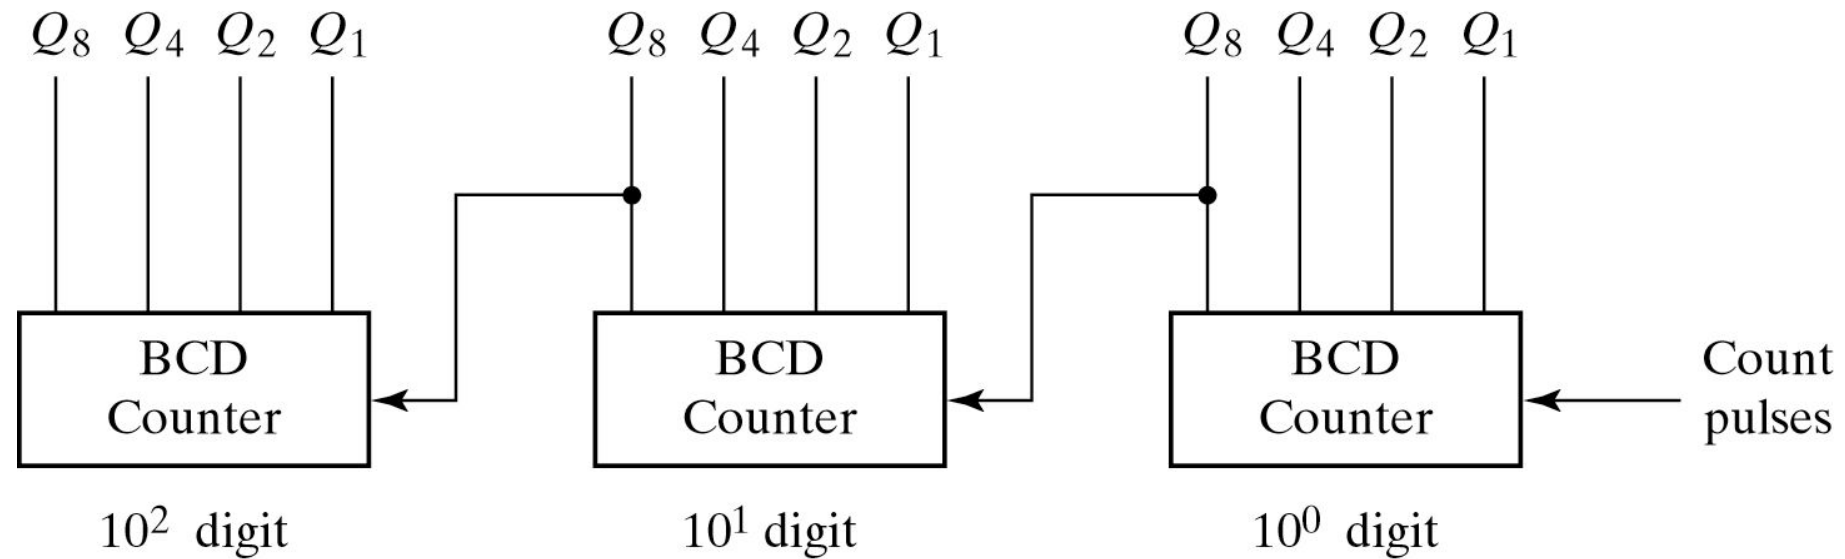 Q₈ Q₄ Q₂ Q₁ Q₈ Q₄ Q₂ Q₁ Q₈ Q₄ Q₂ Q₁
BCD
Counter
BCD
Counter
BCD
Counter
Count
pulses
10² digit
10¹ digit
10⁰ digit